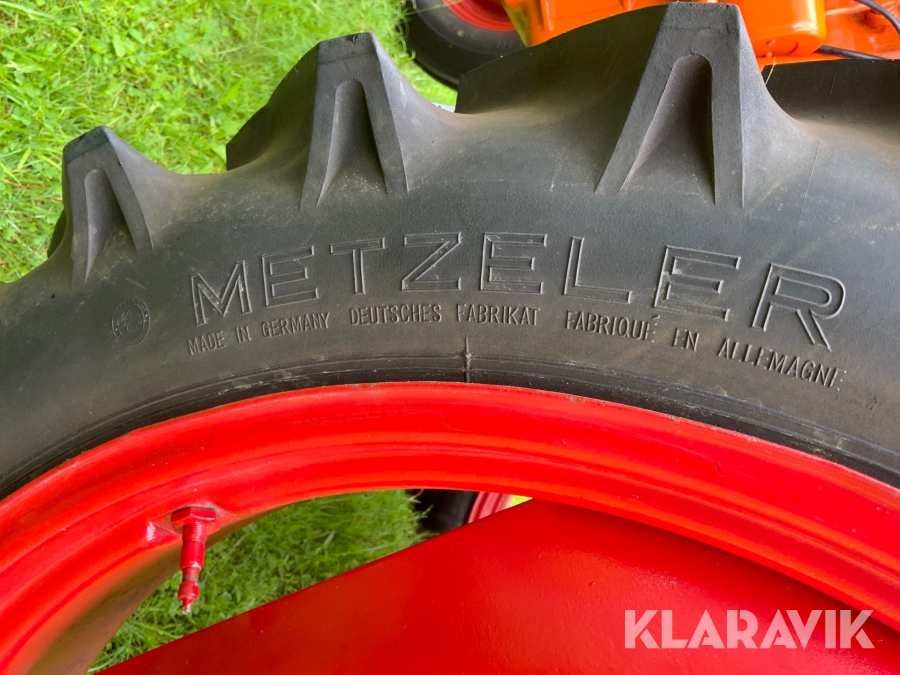 METZELER
MADE IN GERMANY DEUTSCHES FABRIKAT FABRIQUÉ EN ALLEMAGNE
KLARAVIK